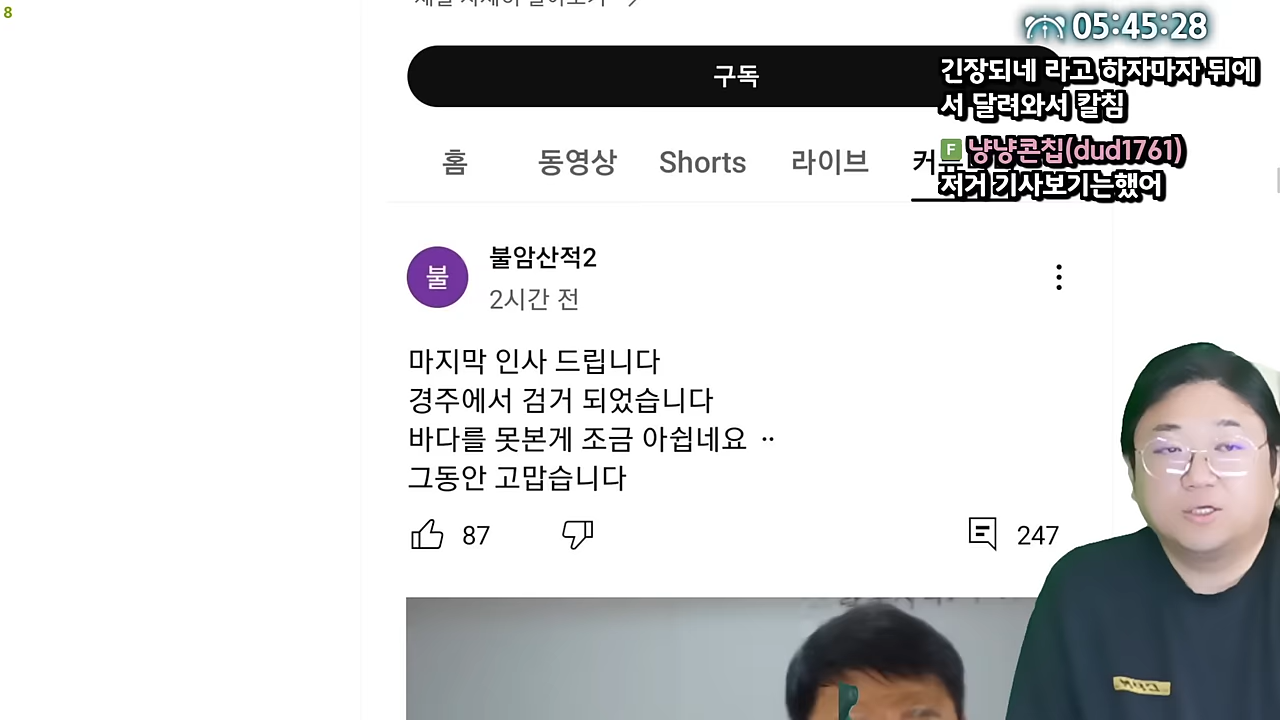 8
05:45:28
구독
긴장되네 라고 하자마자 뒤에
서 달려와서 칼침
홈 동영상 Shorts 라이브
F 냥냥콘칩(dud1761)
저거 기사보기는했어
불 불암산적2
2시간 전
마지막 인사 드립니다
경주에서 검거 되었습니다
바다를 못본게 조금 아쉽네요 ··
그동안 고맙습니다
87 247